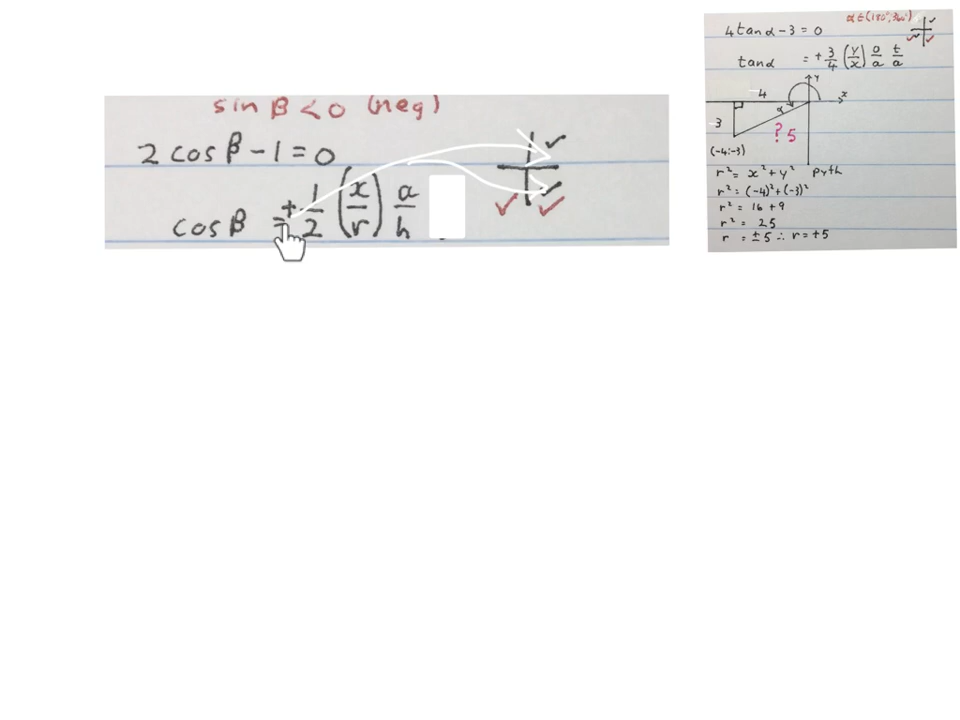 sin β < 0 (neg)
2 cos β - 1 = 0
cos β = + 1/2 (x/r) a/h
α ∈ (180°; 360°)
4 tan α - 3 = 0
tan α = + 3/4 (y/x) o/a t/a
y
4
x
α
3
? 5
(-4;-3)
r² = x² + y² Pyth
r² = (-4)² + (-3)²
r² = 16 + 9
r² = 25
r = ± 5 ∴ r = +5